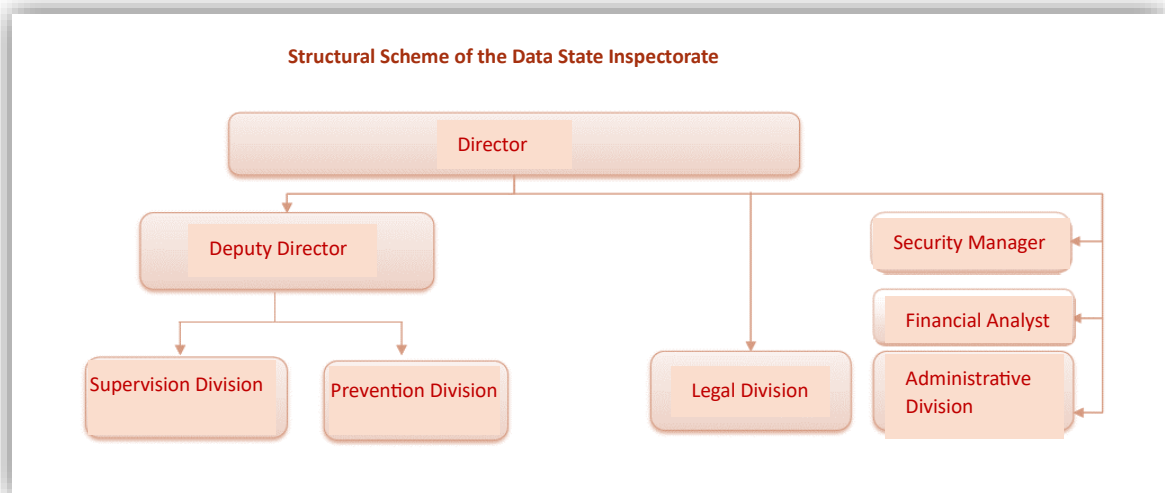 Structural Scheme of the Data State Inspectorate
Director
Deputy Director
Security Manager
Financial Analyst
Supervision Division
Prevention Division
Legal Division
Administrative
Division